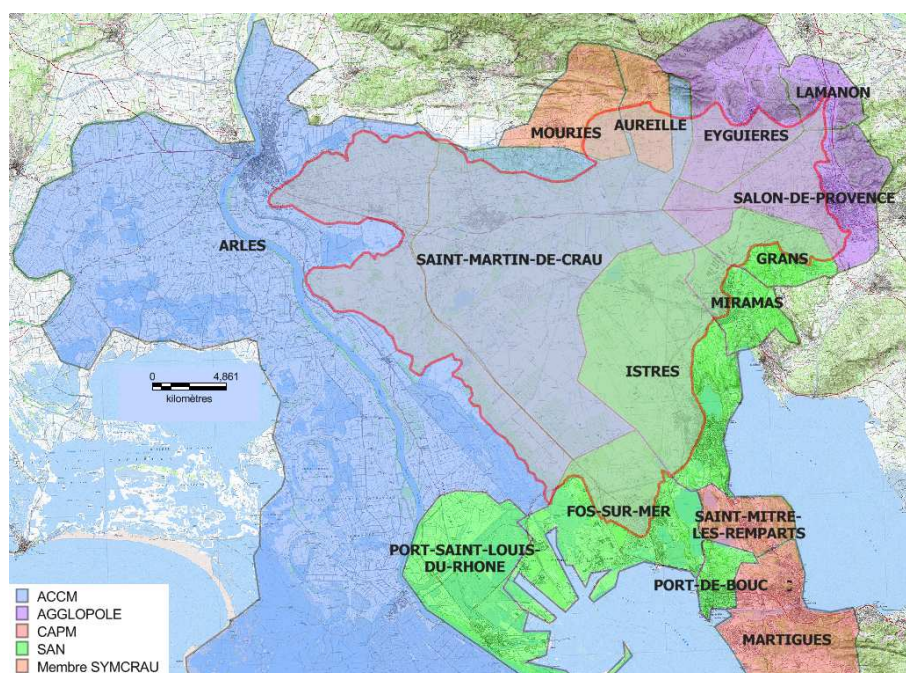 LAMANON
MOURIES
AUREILLE
EYGUIERES
SALON-DE-PROVENCE
ARLES
SAINT-MARTIN-DE-CRAU
GRANS
MIRAMAS
ISTRES
0 4,861
kilomètres
FOS-SUR-MER
SAINT-MITRE-
LES-REMPARTS
PORT-SAINT-LOUIS-
DU-RHONE
PORT-DE-BOUC
MARTIGUES
ACCM
AGGLOPOLE
CAPM
SAN
Membre SYMCRAU